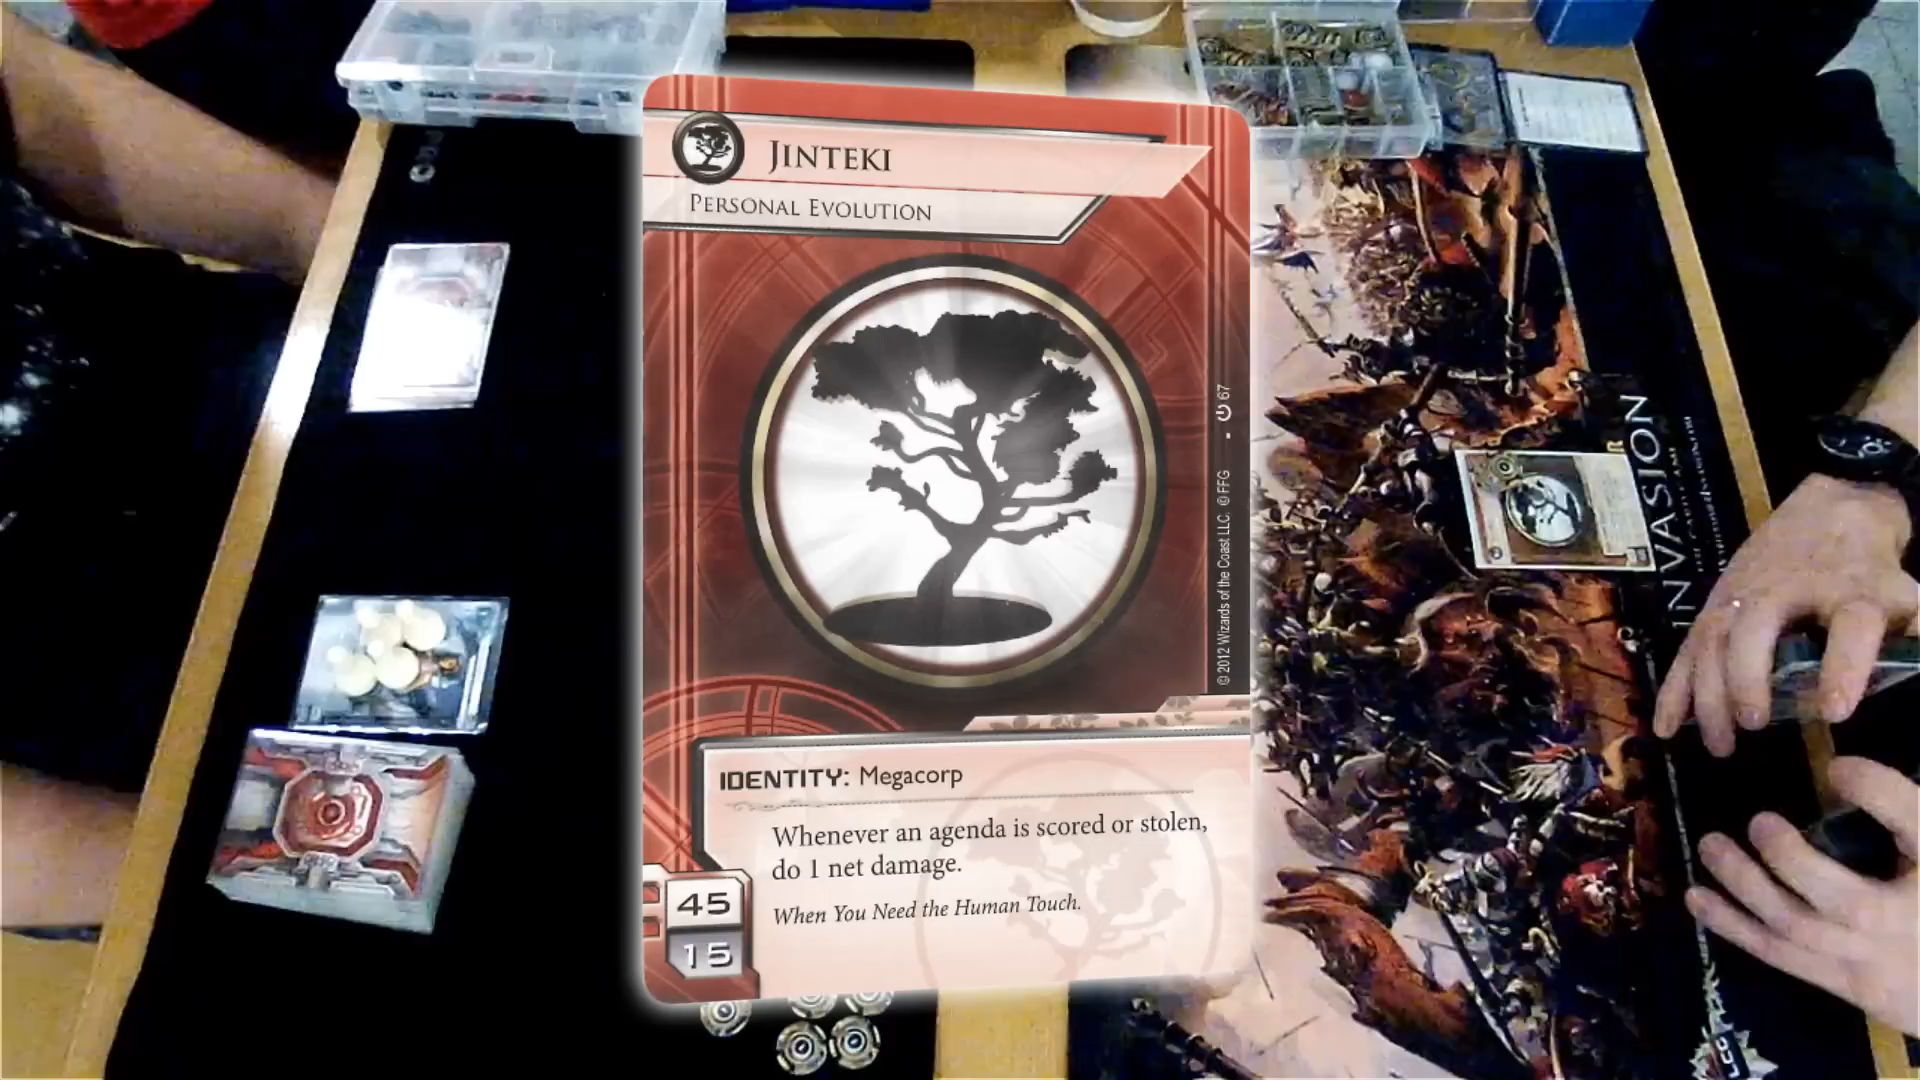 JINTEKI
PERSONAL EVOLUTION
67
© 2012 Wizards of the Coast LLC. © FFG
IDENTITY: Megacorp
Whenever an agenda is scored or stolen,
do 1 net damage.
When You Need the Human Touch.
45
15
INVASION
LCG